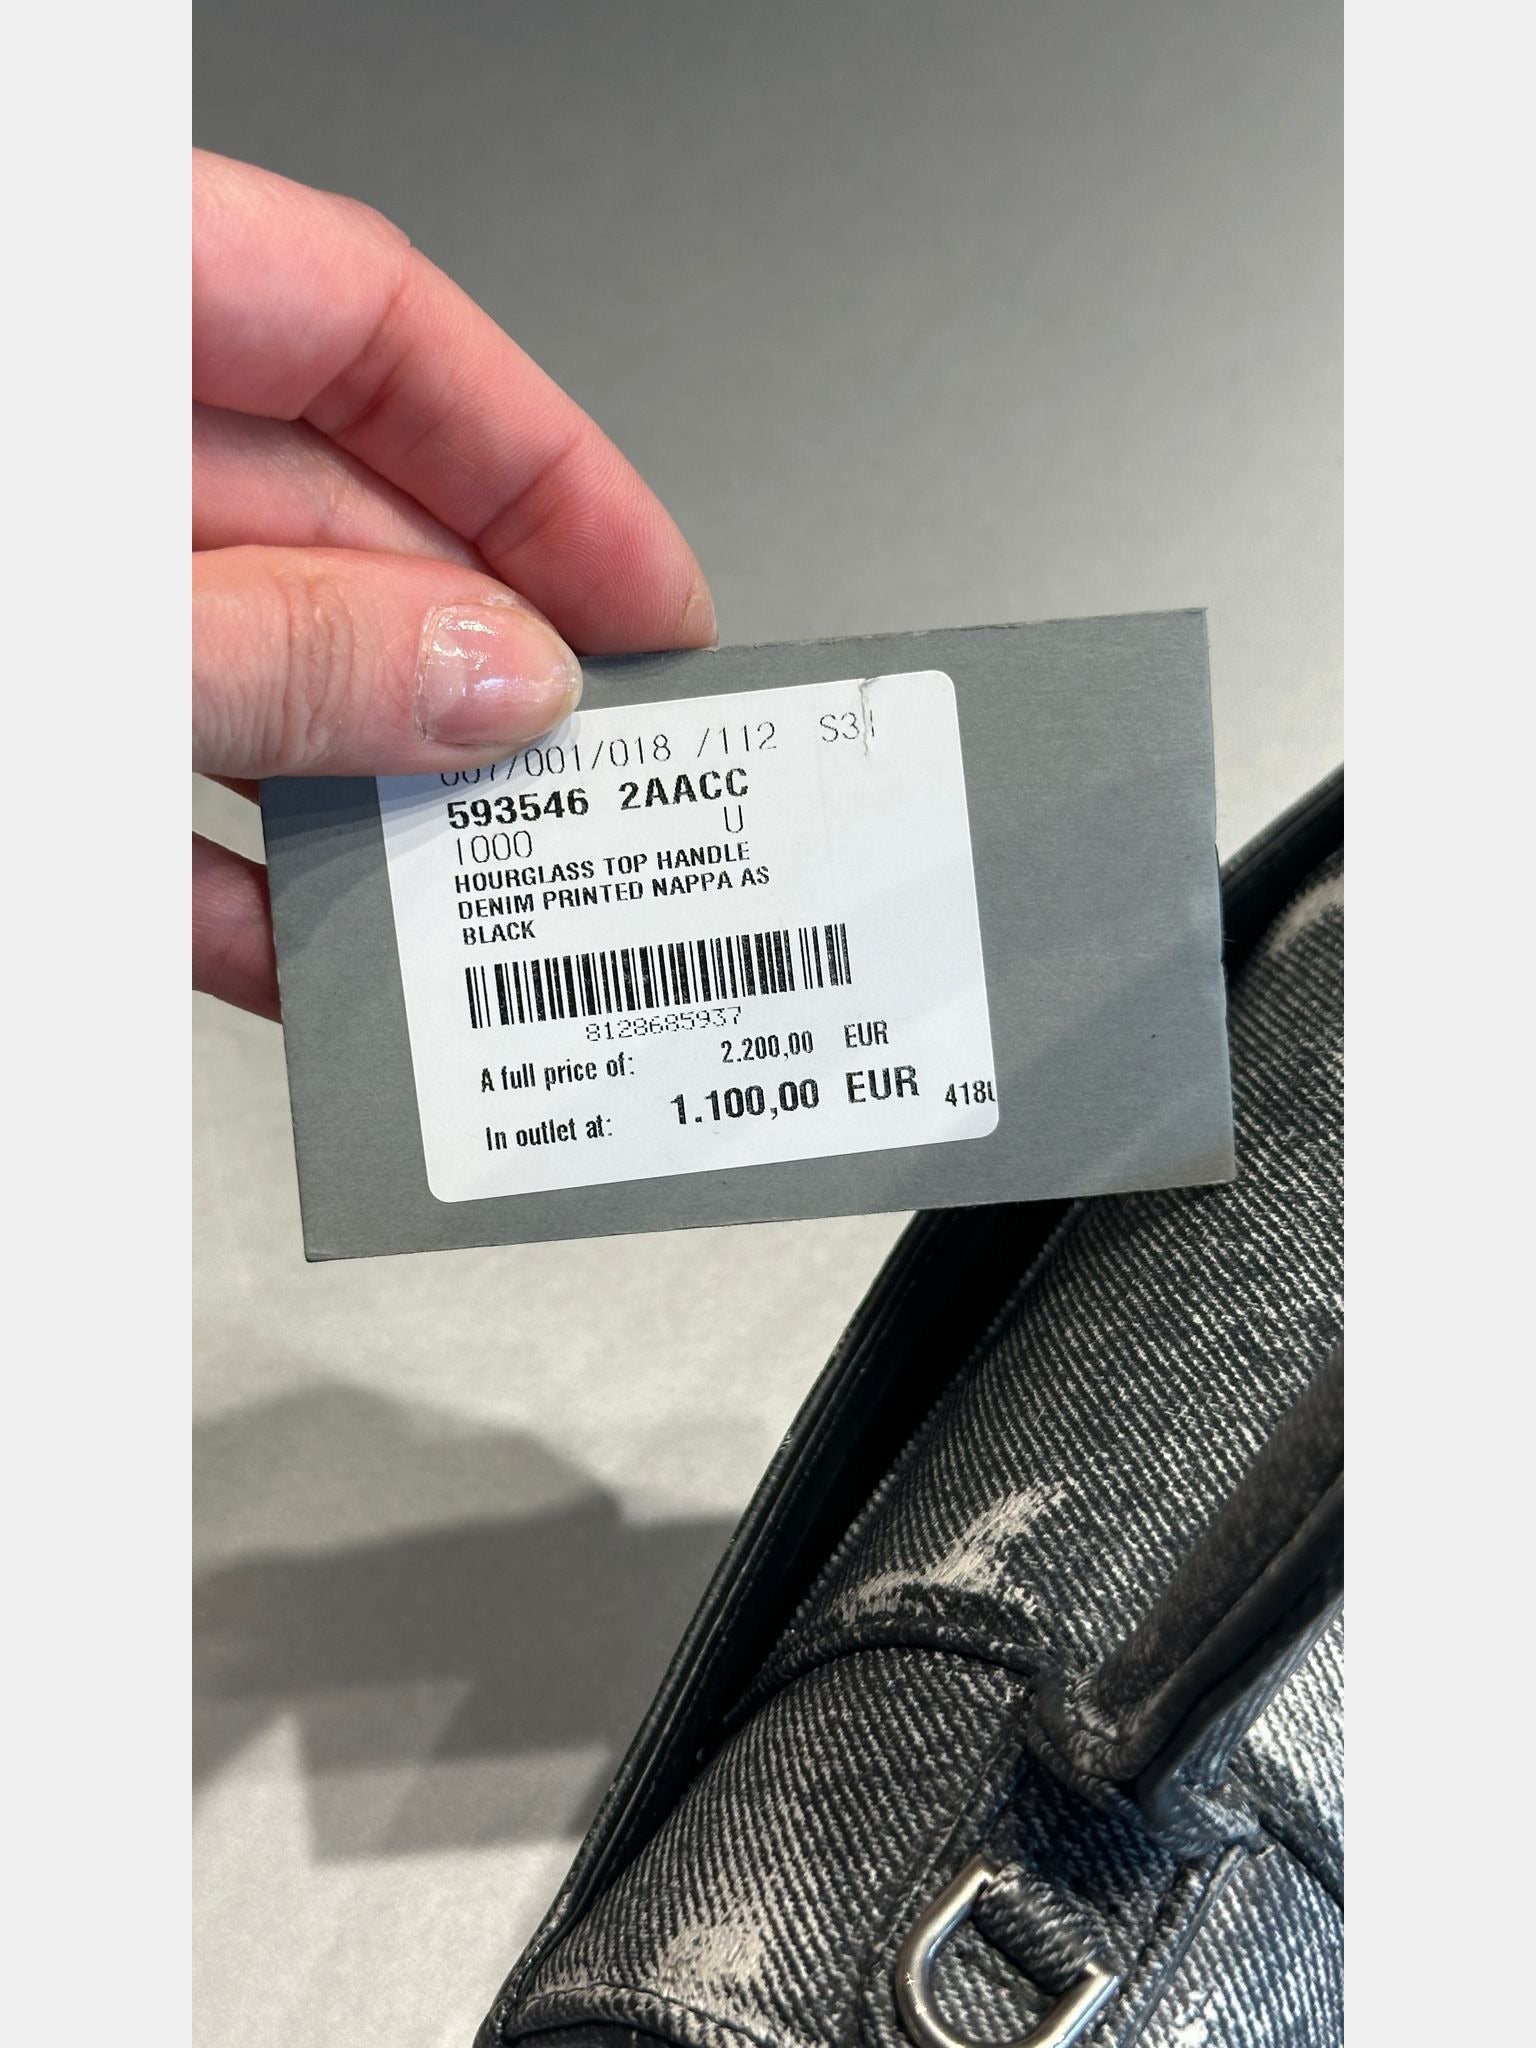 /001/018 /112 S3
593546 2AACC
1000 U
HOURGLASS TOP HANDLE
DENIM PRINTED NAPPA AS
BLACK
8128685937
A full price of: 2.200,00 EUR
In outlet at: 1.100,00 EUR 418